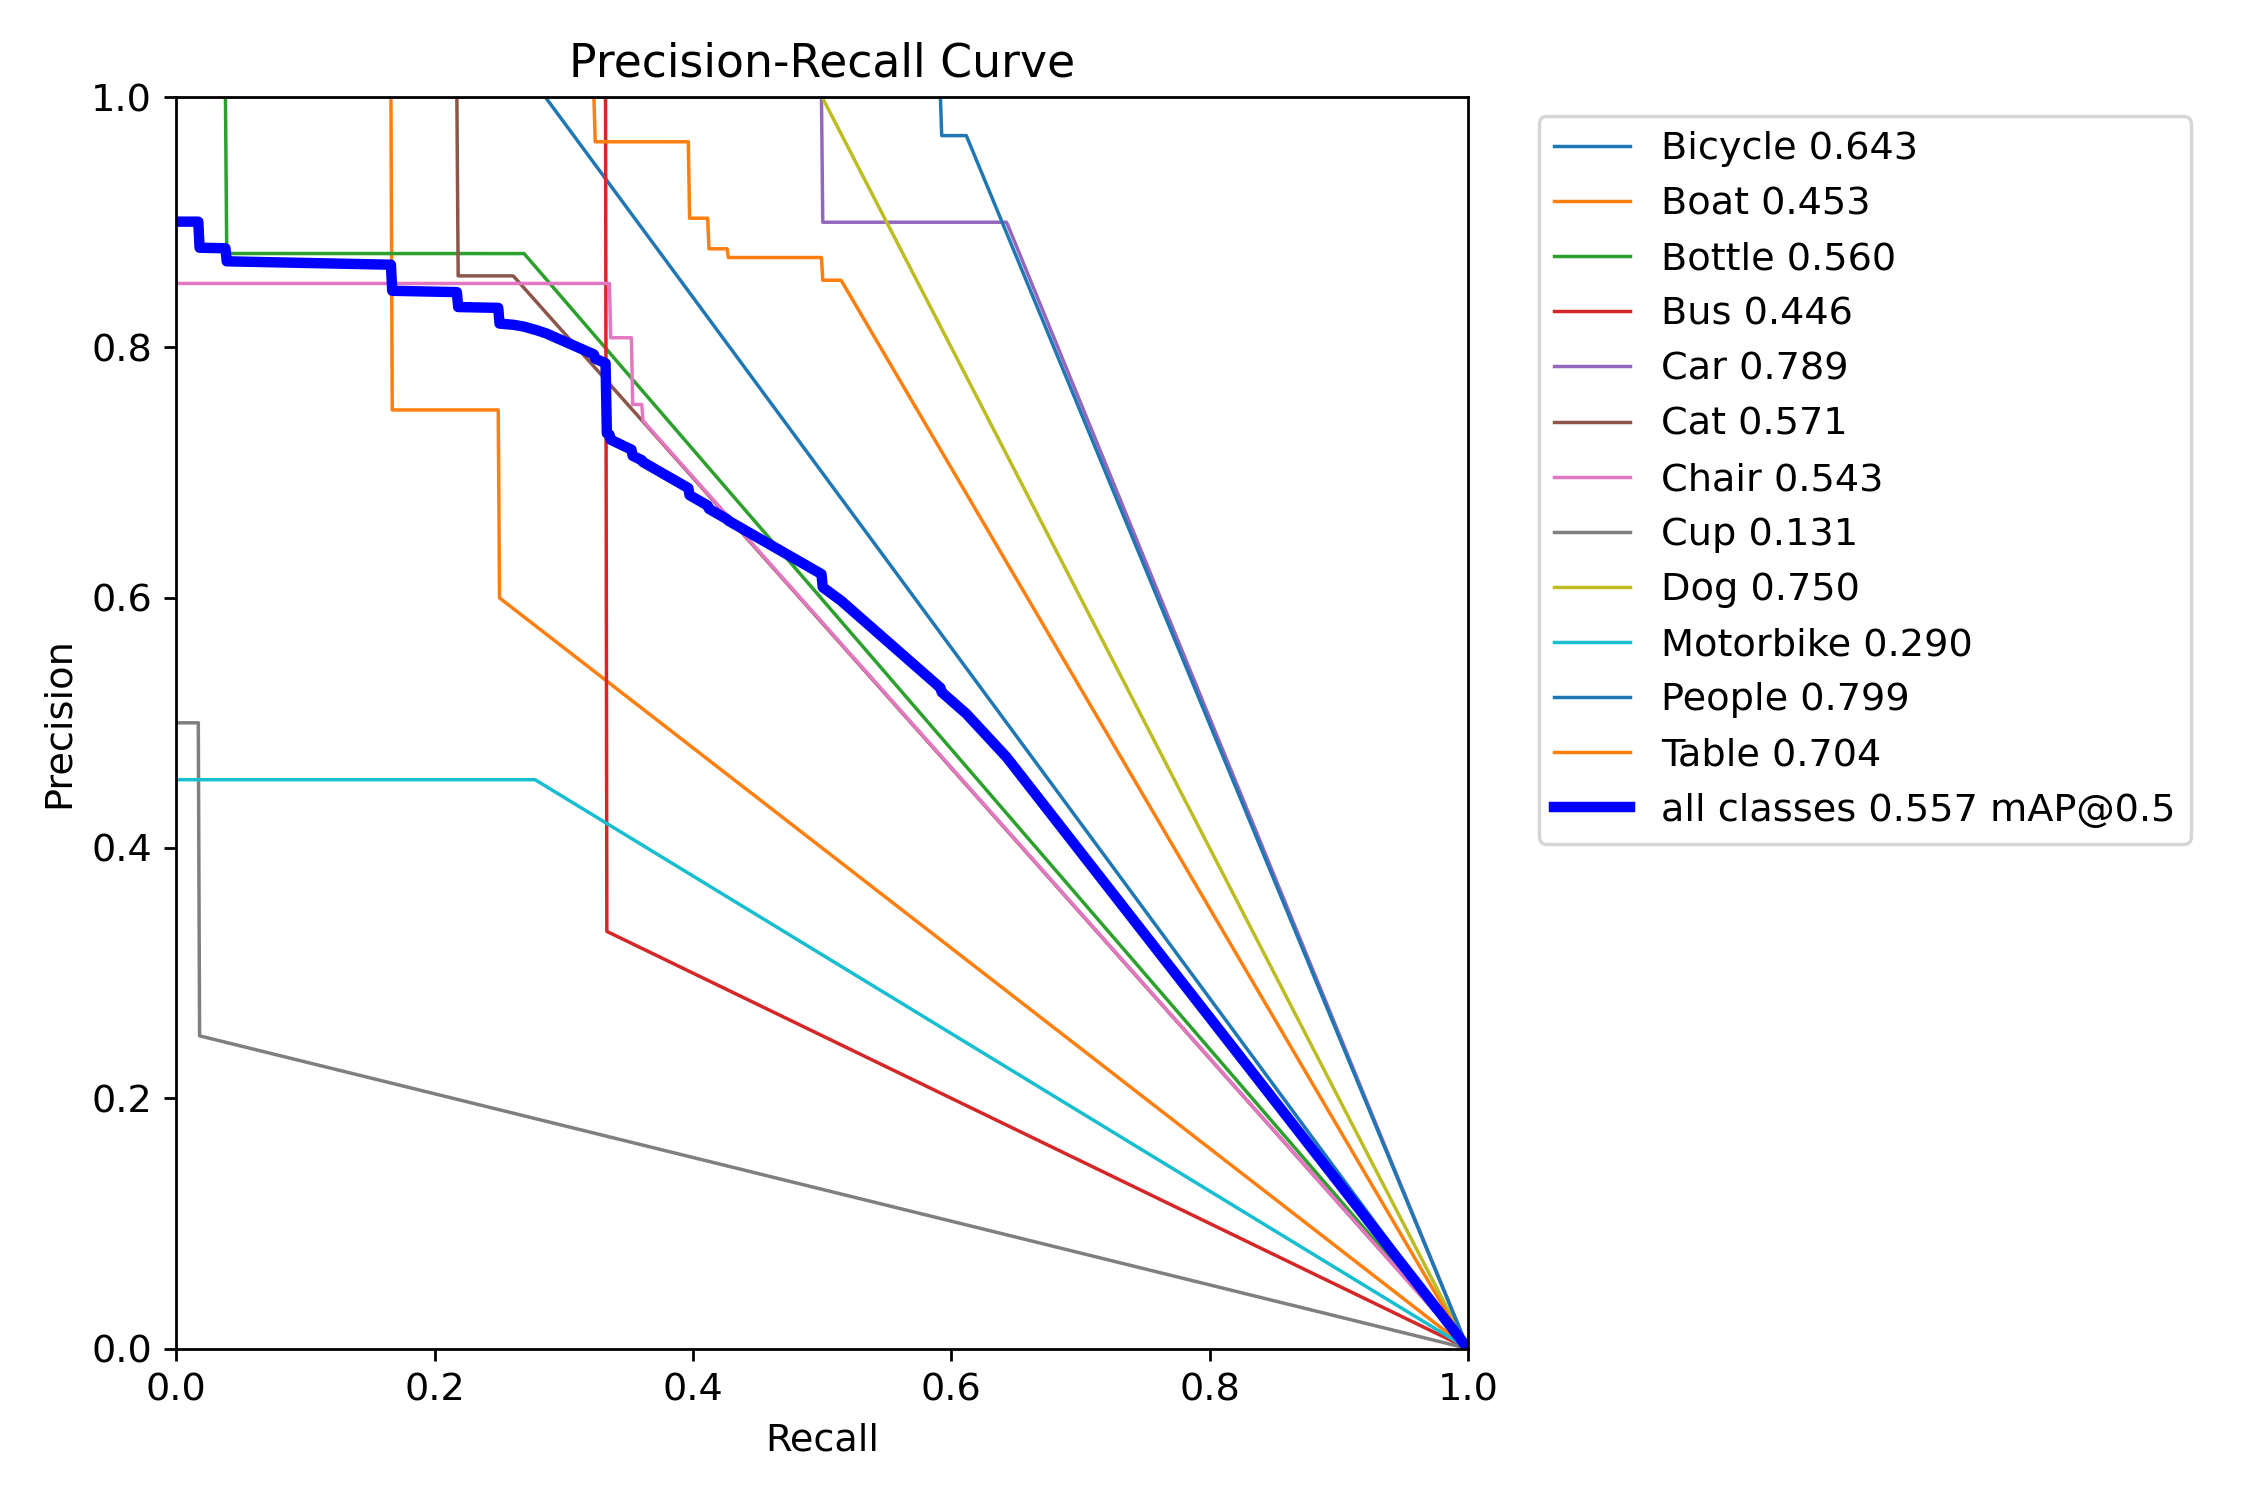 Precision-Recall Curve
1.0
0.8
0.6
0.4
0.2
0.0
Precision
0.0 0.2 0.4 0.6 0.8 1.0
Recall
Bicycle 0.643
Boat 0.453
Bottle 0.560
Bus 0.446
Car 0.789
Cat 0.571
Chair 0.543
Cup 0.131
Dog 0.750
Motorbike 0.290
People 0.799
Table 0.704
all classes 0.557 mAP@0.5